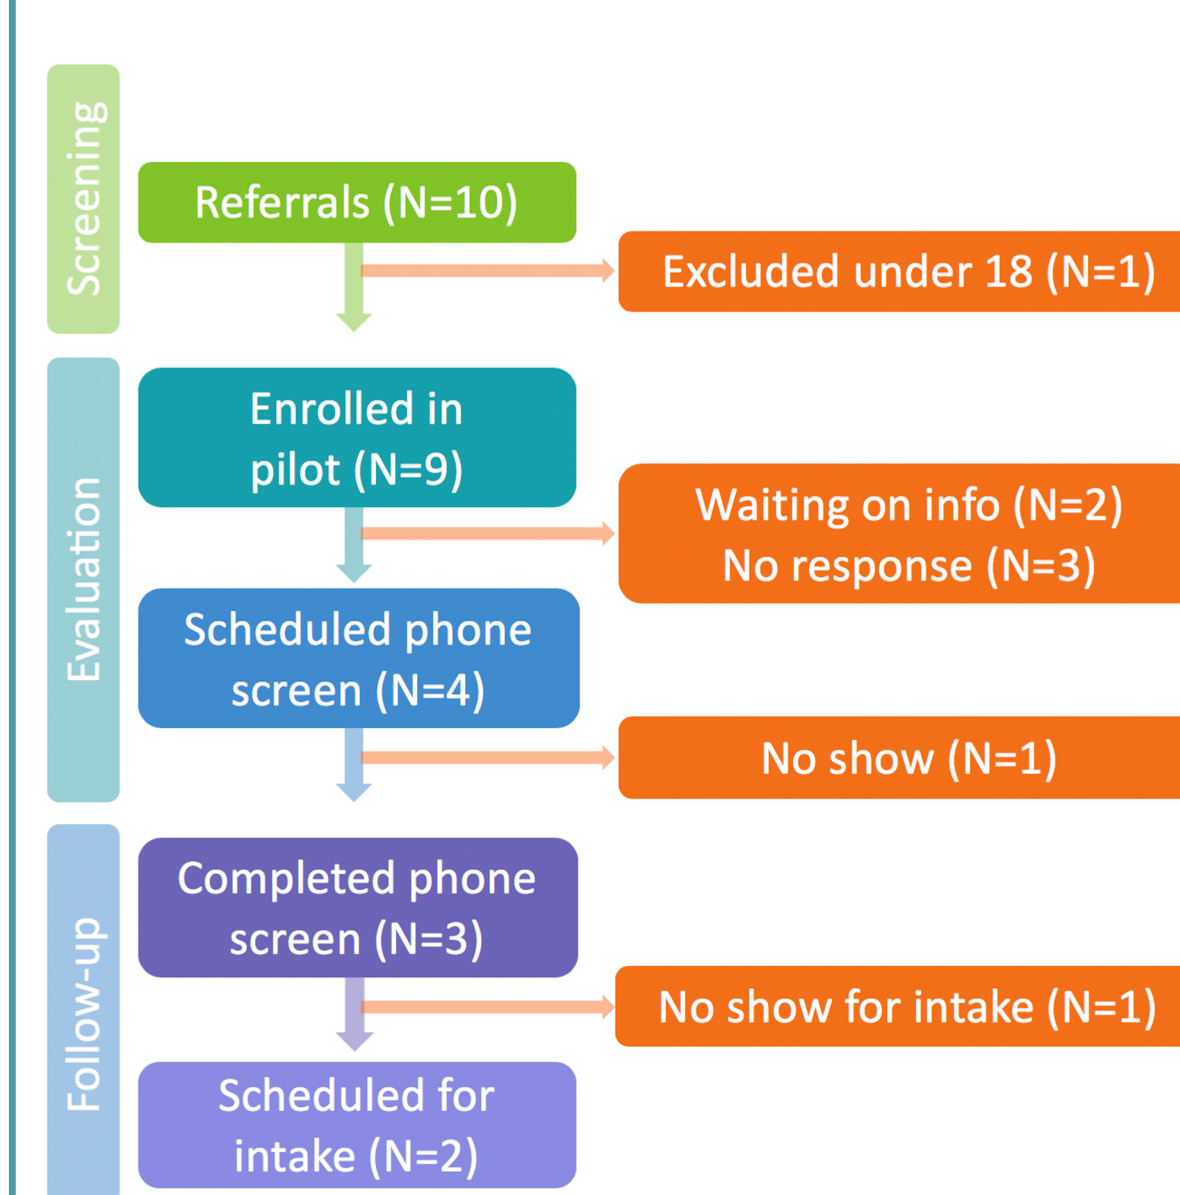 Screening
Referrals (N=10)
Excluded under 18 (N=1)
Evaluation
Enrolled in
pilot (N=9)
Waiting on info (N=2)
No response (N=3)
Scheduled phone
screen (N=4)
No show (N=1)
Follow-up
Completed phone
screen (N=3)
No show for intake (N=1)
Scheduled for
intake (N=2)